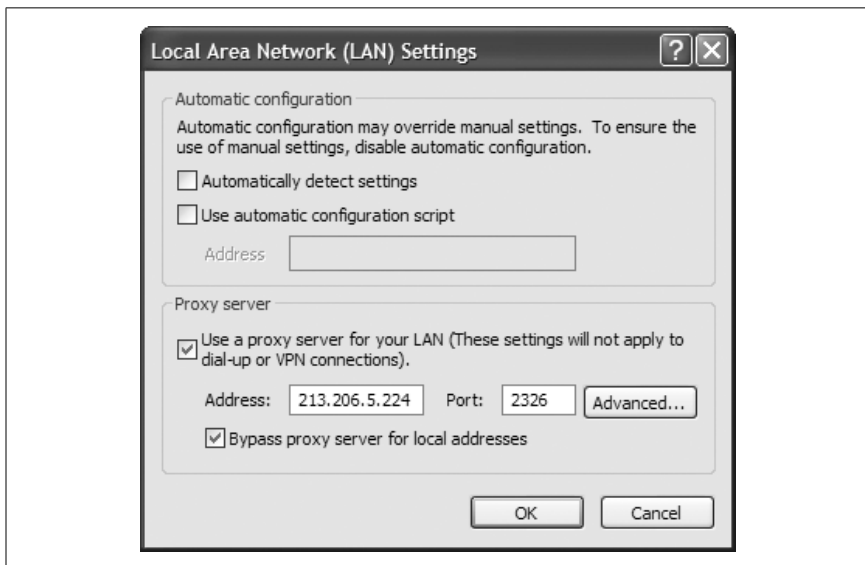 Local Area Network (LAN) Settings
Automatic configuration
Automatic configuration may override manual settings. To ensure the
use of manual settings, disable automatic configuration.
Automatically detect settings
Use automatic configuration script
Address
Proxy server
Use a proxy server for your LAN (These settings will not apply to
dial-up or VPN connections).
Address: 213.206.5.224 Port: 2326 Advanced...
Bypass proxy server for local addresses
OK Cancel